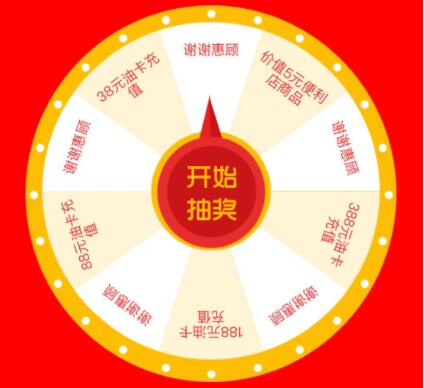 谢谢惠顾
价值5元便利
店商品
谢谢惠顾
388元油卡
充值
谢谢惠顾
188元油卡
充值
谢谢惠顾
88元油卡充
值
谢谢惠顾
38元油卡充
值
开始
抽奖